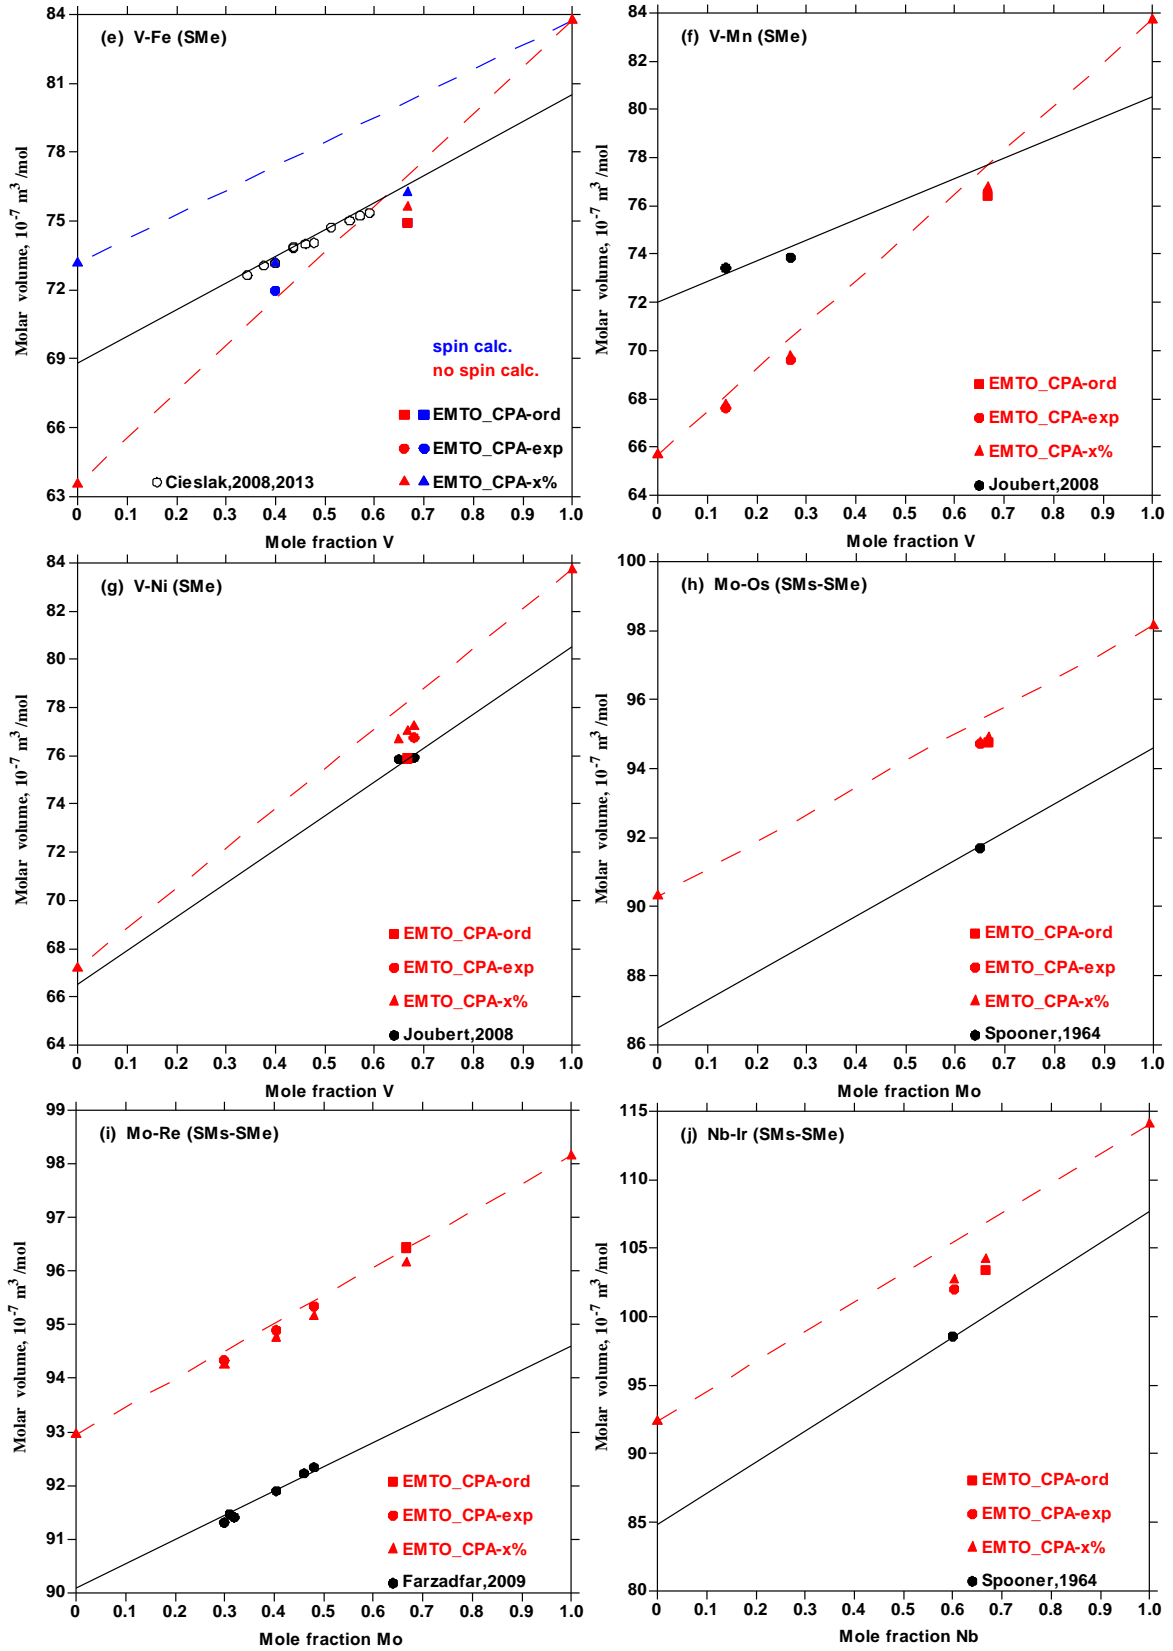 (e) V-Fe (SMe)
84
81
78
75
72
69
66
63
Molar volume, 10⁻⁷ m³/mol
spin calc.
no spin calc.
EMTO_CPA-ord
EMTO_CPA-exp
EMTO_CPA-x%
Cieslak,2008,2013
0 0.1 0.2 0.3 0.4 0.5 0.6 0.7 0.8 0.9 1.0
Mole fraction V
(f) V-Mn (SMe)
84
82
80
78
76
74
72
70
68
66
64
Molar volume, 10⁻⁷ m³/mol
EMTO_CPA-ord
EMTO_CPA-exp
EMTO_CPA-x%
Joubert,2008
0 0.1 0.2 0.3 0.4 0.5 0.6 0.7 0.8 0.9 1.0
Mole fraction V
(g) V-Ni (SMe)
84
82
80
78
76
74
72
70
68
66
64
Molar volume, 10⁻⁷ m³/mol
EMTO_CPA-ord
EMTO_CPA-exp
EMTO_CPA-x%
Joubert,2008
0 0.1 0.2 0.3 0.4 0.5 0.6 0.7 0.8 0.9 1.0
Mole fraction V
(h) Mo-Os (SMs-SMe)
100
98
96
94
92
90
88
86
Molar volume, 10⁻⁷ m³/mol
EMTO_CPA-ord
EMTO_CPA-exp
EMTO_CPA-x%
Spooner,1964
0 0.1 0.2 0.3 0.4 0.5 0.6 0.7 0.8 0.9 1.0
Mole fraction Mo
(i) Mo-Re (SMs-SMe)
99
98
97
96
95
94
93
92
91
90
Molar volume, 10⁻⁷ m³/mol
EMTO_CPA-ord
EMTO_CPA-exp
EMTO_CPA-x%
Farzadfar,2009
0 0.1 0.2 0.3 0.4 0.5 0.6 0.7 0.8 0.9 1.0
Mole fraction Mo
(j) Nb-Ir (SMs-SMe)
115
110
105
100
95
90
85
80
Molar volume, 10⁻⁷ m³/mol
EMTO_CPA-ord
EMTO_CPA-exp
EMTO_CPA-x%
Spooner,1964
0 0.1 0.2 0.3 0.4 0.5 0.6 0.7 0.8 0.9 1.0
Mole fraction Nb